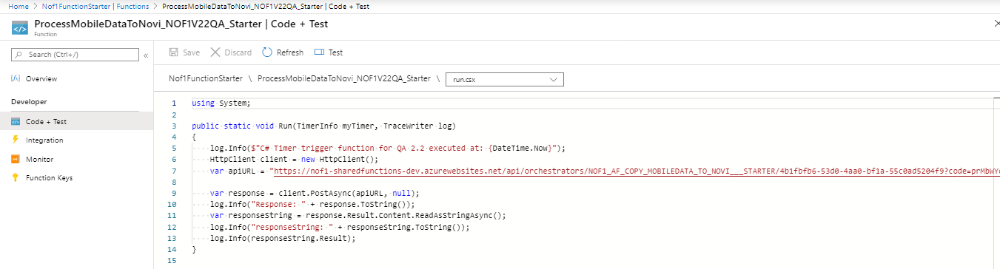 Home > Nof1FunctionStarter | Functions > ProcessMobileDataToNovi_NOF1V22QA_Starter | Code + Test
ProcessMobileDataToNovi_NOF1V22QA_Starter | Code + Test
Function
Search (Ctrl+/)
«
Save
Discard
Refresh
Test
Overview
Developer
Code + Test
Integration
Monitor
Function Keys
Nof1FunctionStarter \ ProcessMobileDataToNovi_NOF1V22QA_Starter \ run.csx
1 using System;
2
3 public static void Run(TimerInfo myTimer, TraceWriter log)
4 {
5 log.Info($"C# Timer trigger function for QA 2.2 executed at: {DateTime.Now}");
6 HttpClient client = new HttpClient();
7 var apiURL = "https://nof1-sharedfunctions-dev.azurewebsites.net/api/orchestrators/NOF1_AF_COPY_MOBILEDATA_TO_NOVI___STARTER/4b1fbfb6-53d0-4aa0-bf1a-55c0ad5204f9?code=prMbWYc
8
9 var response = client.PostAsync(apiURL, null);
10 log.Info("Response: " + response.ToString());
11 var responseString = response.Result.Content.ReadAsStringAsync();
12 log.Info("responseString: " + responseString.ToString());
13 log.Info(responseString.Result);
14 }
15